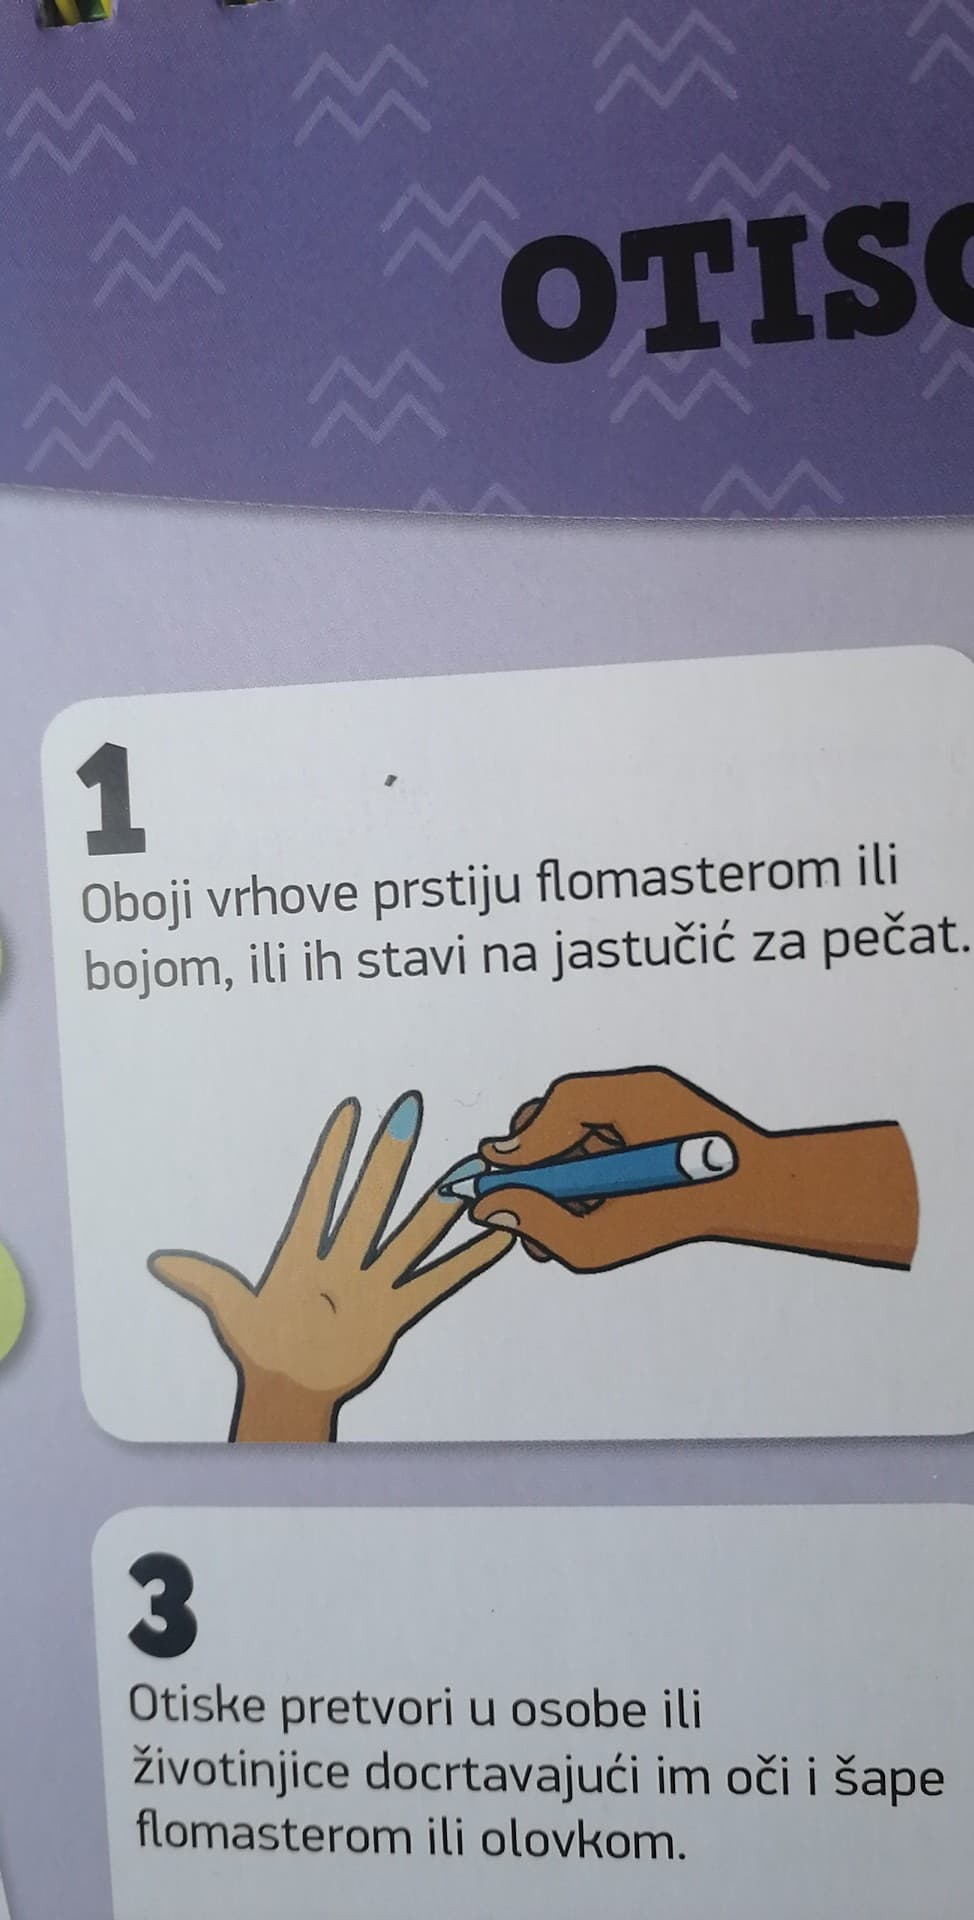 1
Oboji vrhove prstiju flomasterom ili
bojom, ili ih stavi na jastučić za pečat.
3
Otiske pretvori u osobe ili
životinjice docrtavajući im oči i šape
flomasterom ili olovkom.